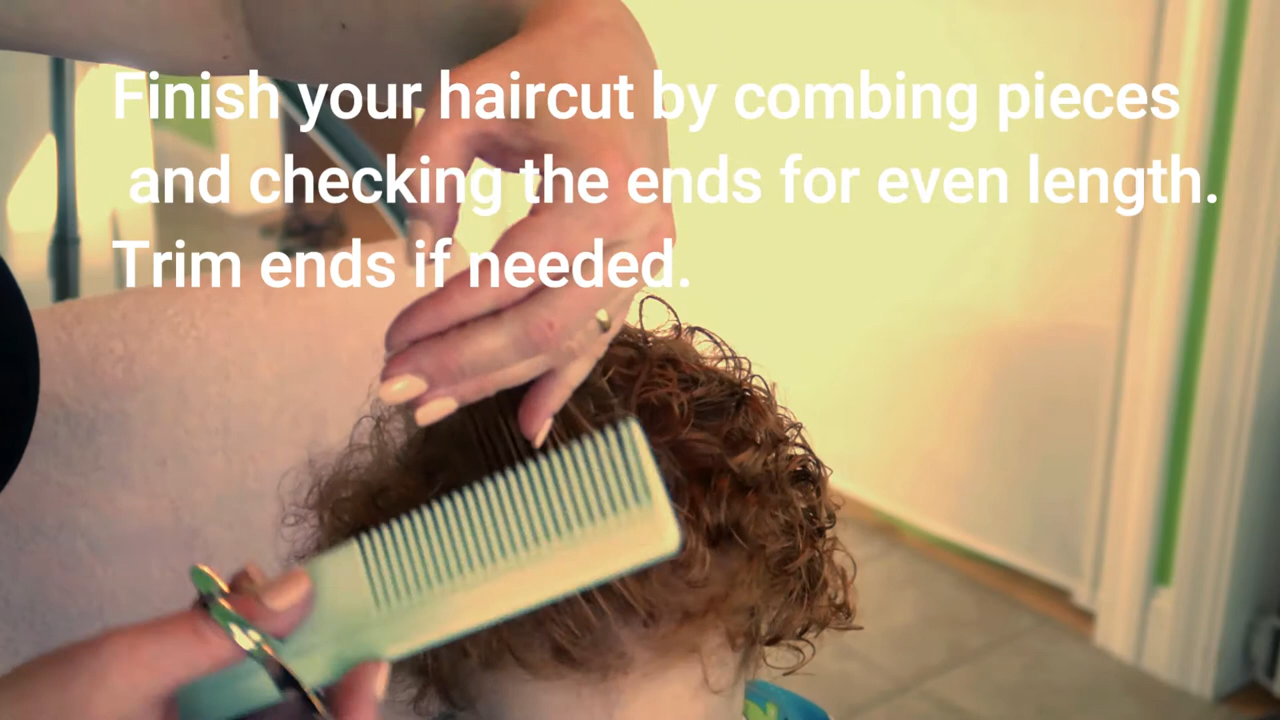 Finish your haircut by combing pieces
and checking the ends for even length.
Trim ends if needed.